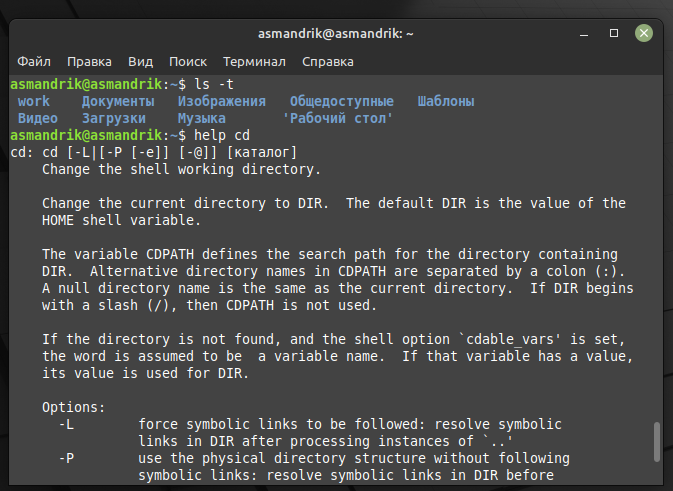 asmandrik@asmandrik: ~
Файл Правка Вид Поиск Терминал Справка
asmandrik@asmandrik:~$ ls -t
work Документы Изображения Общедоступные Шаблоны
Видео Загрузки Музыка 'Рабочий стол'
asmandrik@asmandrik:~$ help cd
cd: cd [-L|[-P [-e]] [-@]] [каталог]
Change the shell working directory.
Change the current directory to DIR.  The default DIR is the value of the
HOME shell variable.
The variable CDPATH defines the search path for the directory containing
DIR.  Alternative directory names in CDPATH are separated by a colon (:).
A null directory name is the same as the current directory.  If DIR begins
with a slash (/), then CDPATH is not used.
If the directory is not found, and the shell option `cdable_vars' is set,
the word is assumed to be  a variable name.  If that variable has a value,
its value is used for DIR.
Options:
-L force symbolic links to be followed: resolve symbolic
links in DIR after processing instances of `..'
-P use the physical directory structure without following
symbolic links: resolve symbolic links in DIR before